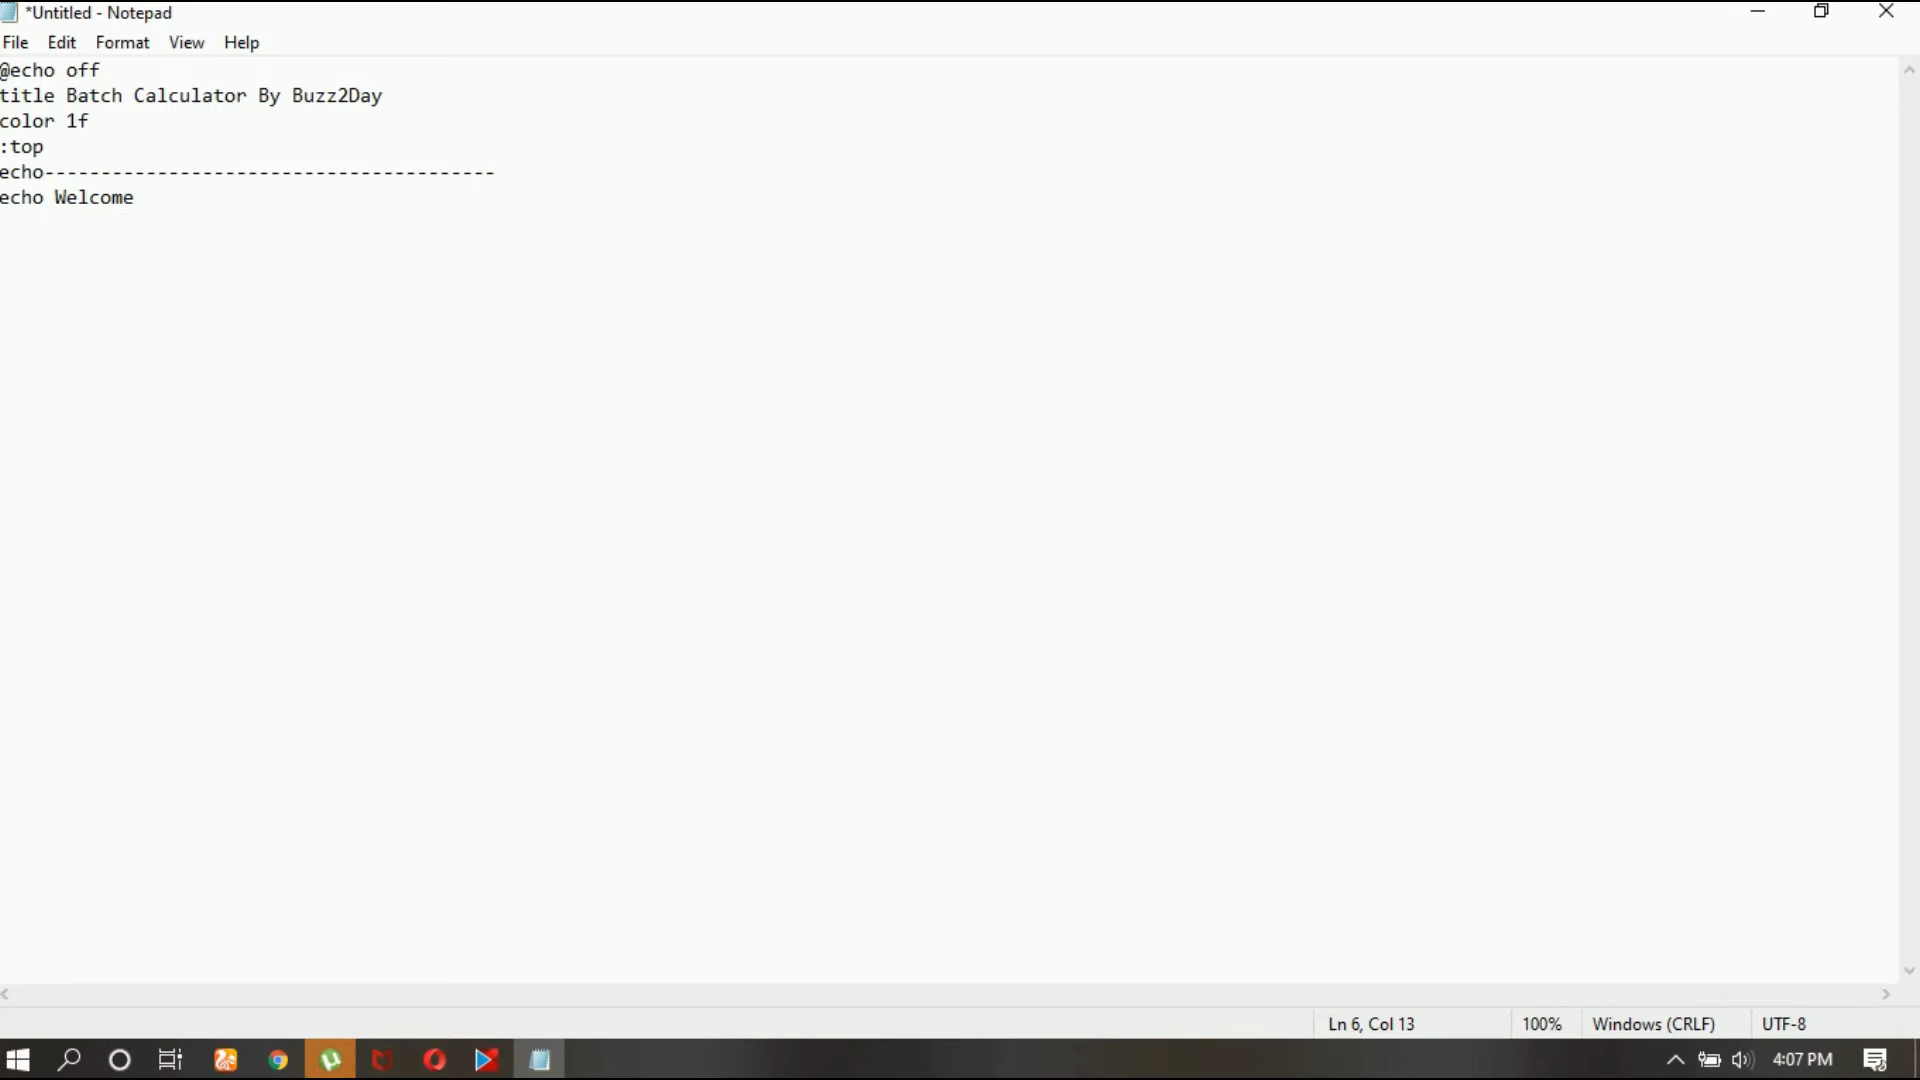 *Untitled - Notepad
File Edit Format View Help
@echo off
title Batch Calculator By Buzz2Day
color 1f
:top
echo----------------------------------------
echo Welcome
Ln 6, Col 13 100% Windows (CRLF) UTF-8
4:07 PM